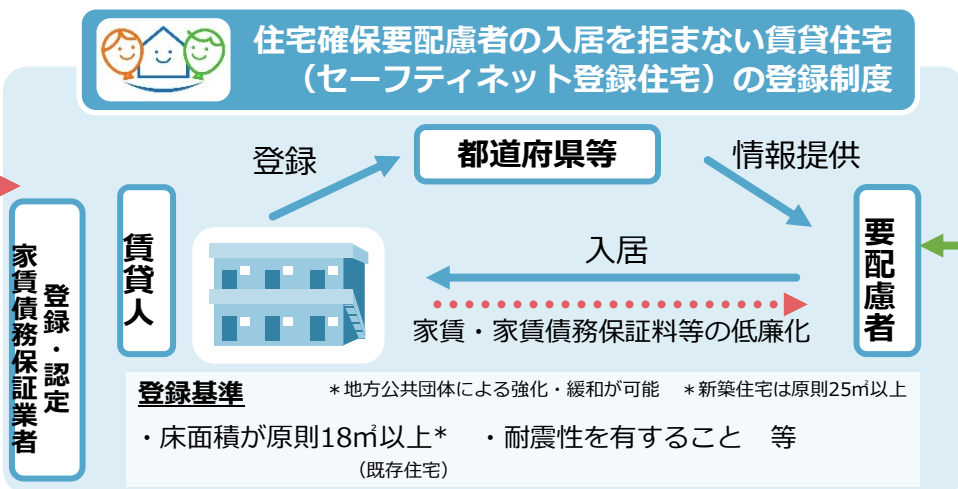 住宅確保要配慮者の入居を拒まない賃貸住宅
（セーフティネット登録住宅）の登録制度
登録
都道府県等
情報提供
登録・認定
家賃債務保証業者
賃貸人
入居
家賃・家賃債務保証料等の低廉化
要配慮者
登録基準 ＊地方公共団体による強化・緩和が可能 ＊新築住宅は原則25㎡以上
・床面積が原則18㎡以上* ・耐震性を有すること 等
（既存住宅）